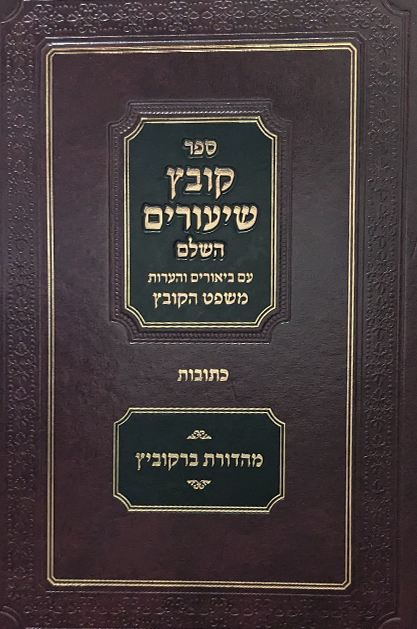 ספר
קובץ
שיעורים
השלם
עם ביאורים והערות
משפט הקובץ
כתובות
מהדורת ברקוביץ